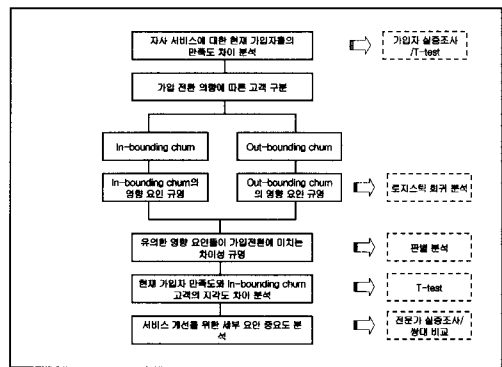 자사 서비스에 대한 현재 가입자들의
만족도 차이 분석
가입자 실증조사
/T-test
가입 전환 의향에 따른 고객 구분
In-bounding churn
Out-bounding churn
In-bounding churn의
영향 요인 규명
Out-bounding churn
의 영향 요인 규명
로지스틱 회귀 분석
유의한 영향 요인들이 가입전환에 미치는
차이성 규명
판별 분석
현재 가입자 만족도와 In-bounding churn
고객의 지각도 차이 분석
T-test
서비스 개선를 위한 세부 요인 중요도 분
석
전문가 실증조사/
쌍대 비교